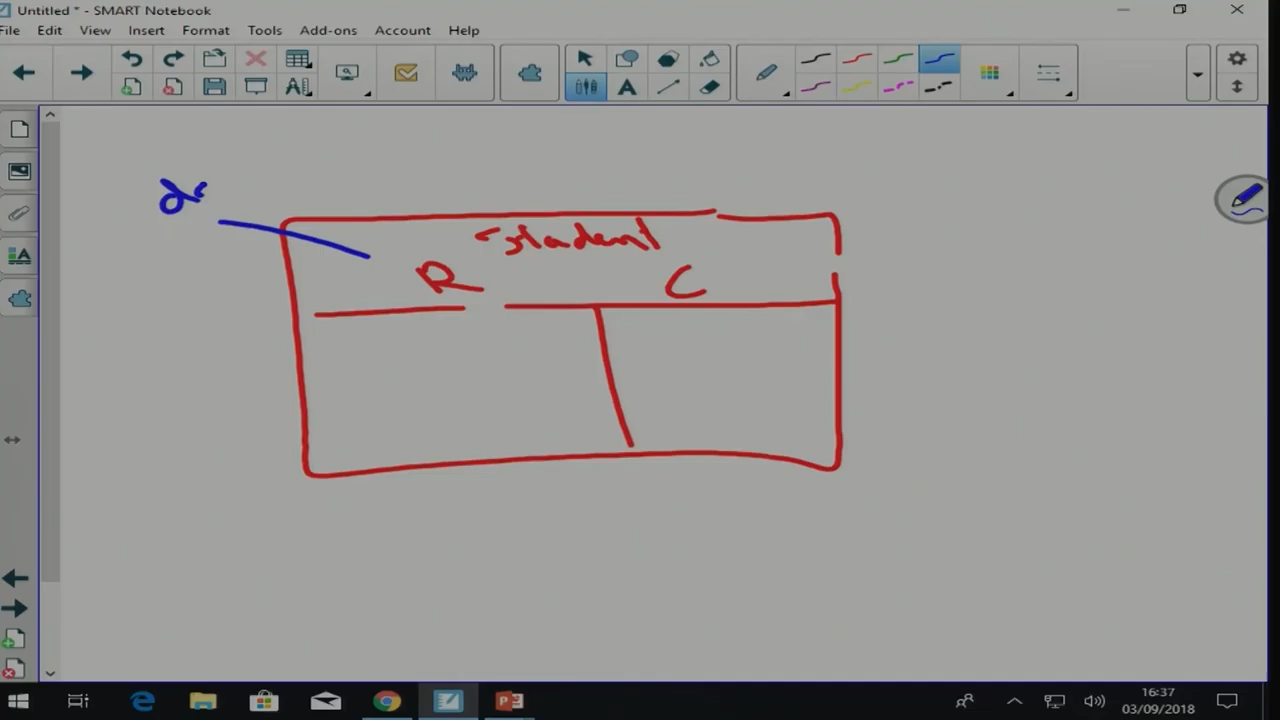 Untitled * - SMART Notebook
File Edit View Insert Format Tools Add-ons Account Help
student
R C
16:37
03/09/2018